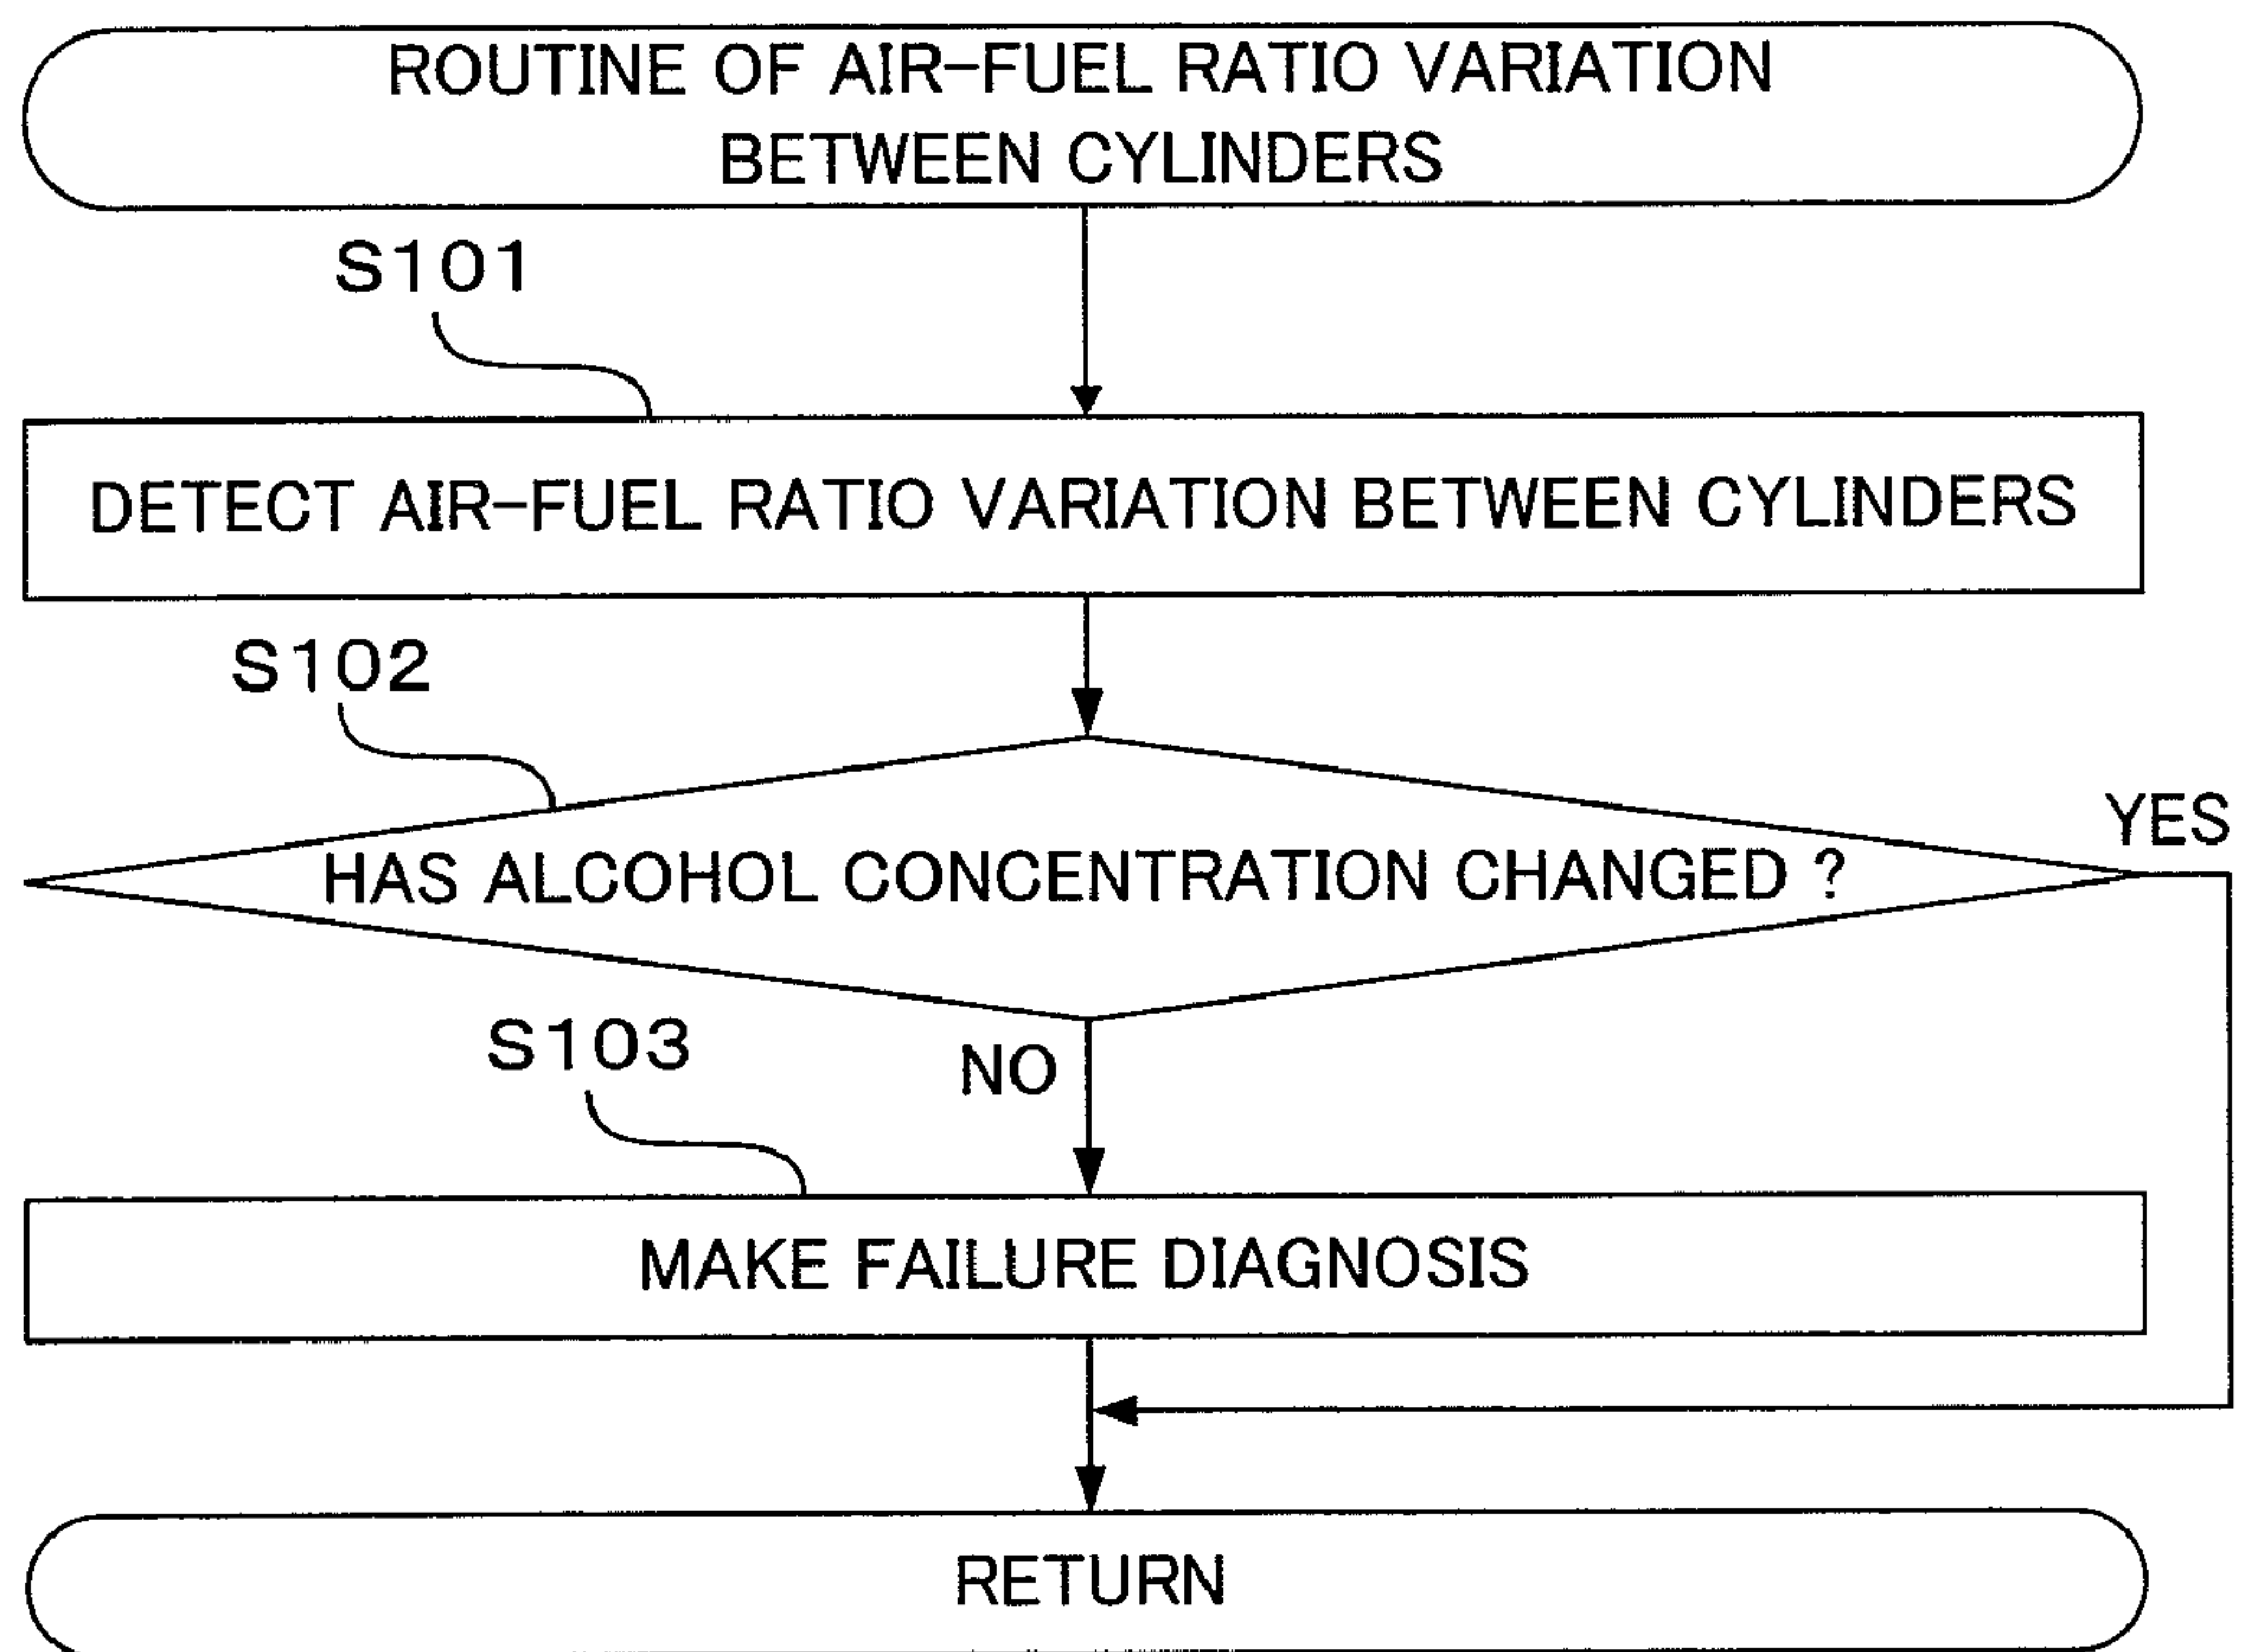 ROUTINE OF AIR-FUEL RATIO VARIATION
BETWEEN CYLINDERS
S101
DETECT AIR-FUEL RATIO VARIATION BETWEEN CYLINDERS
S102
YES
HAS ALCOHOL CONCENTRATION CHANGED ?
S103
NO
MAKE FAILURE DIAGNOSIS
RETURN